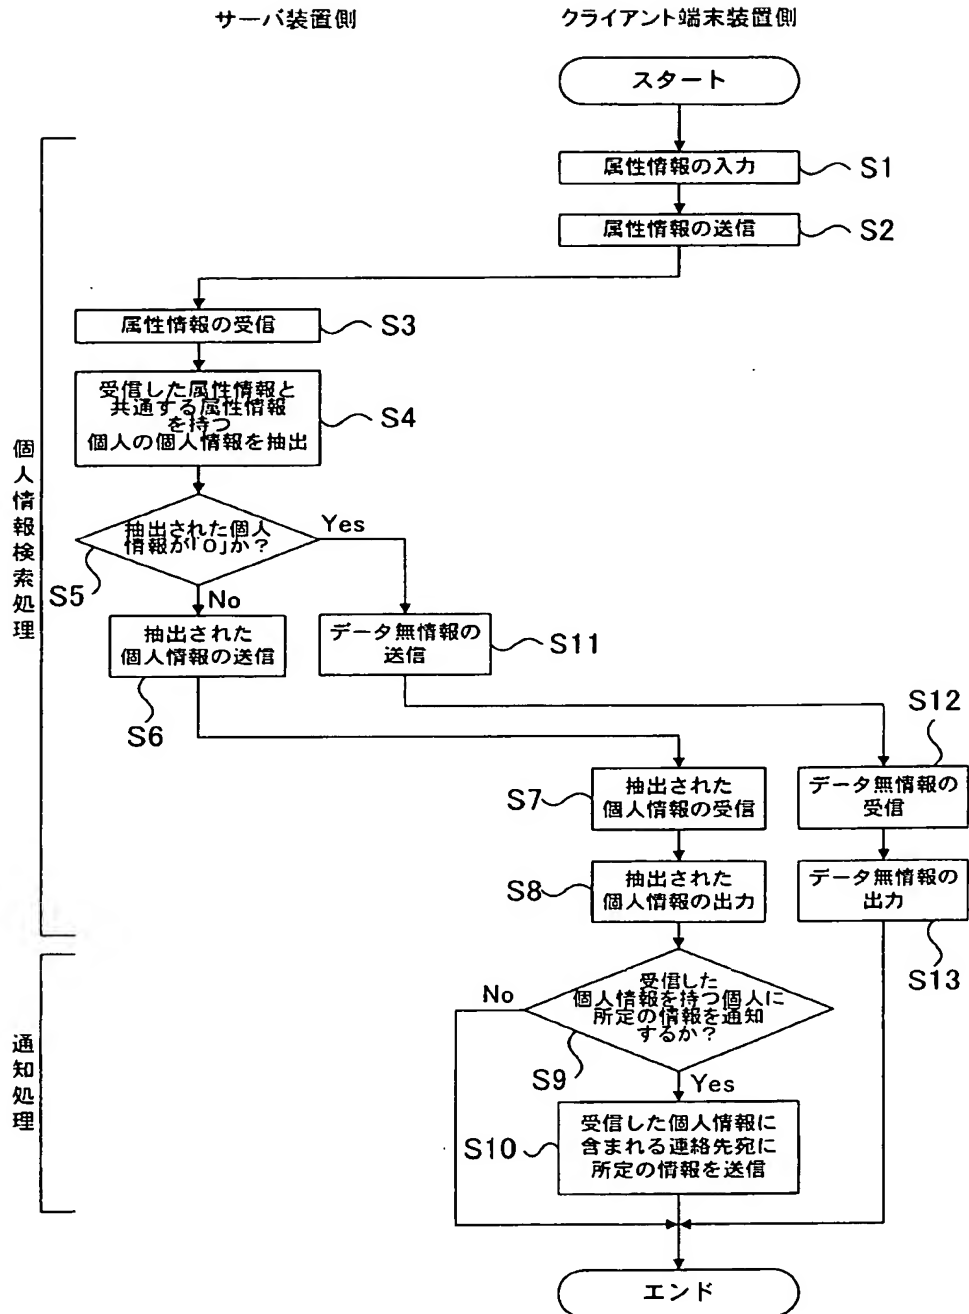 サーバ装置側
クライアント端末装置側
スタート
属性情報の入力
S1
属性情報の送信
S2
属性情報の受信
S3
受信した属性情報と
共通する属性情報
を持つ
個人の個人情報を抽出
S4
抽出された個人
情報が「0」か？
S5
Yes
No
抽出された
個人情報の送信
S6
データ無情報の
送信
S11
S12
抽出された
個人情報の受信
S7
データ無情報の
受信
抽出された
個人情報の出力
S8
データ無情報の
出力
S13
受信した
個人情報を持つ個人に
所定の情報を通知
するか？
No
S9
Yes
受信した個人情報に
含まれる連絡先宛に
所定の情報を送信
S10
エンド
個人情報検索処理
通知処理